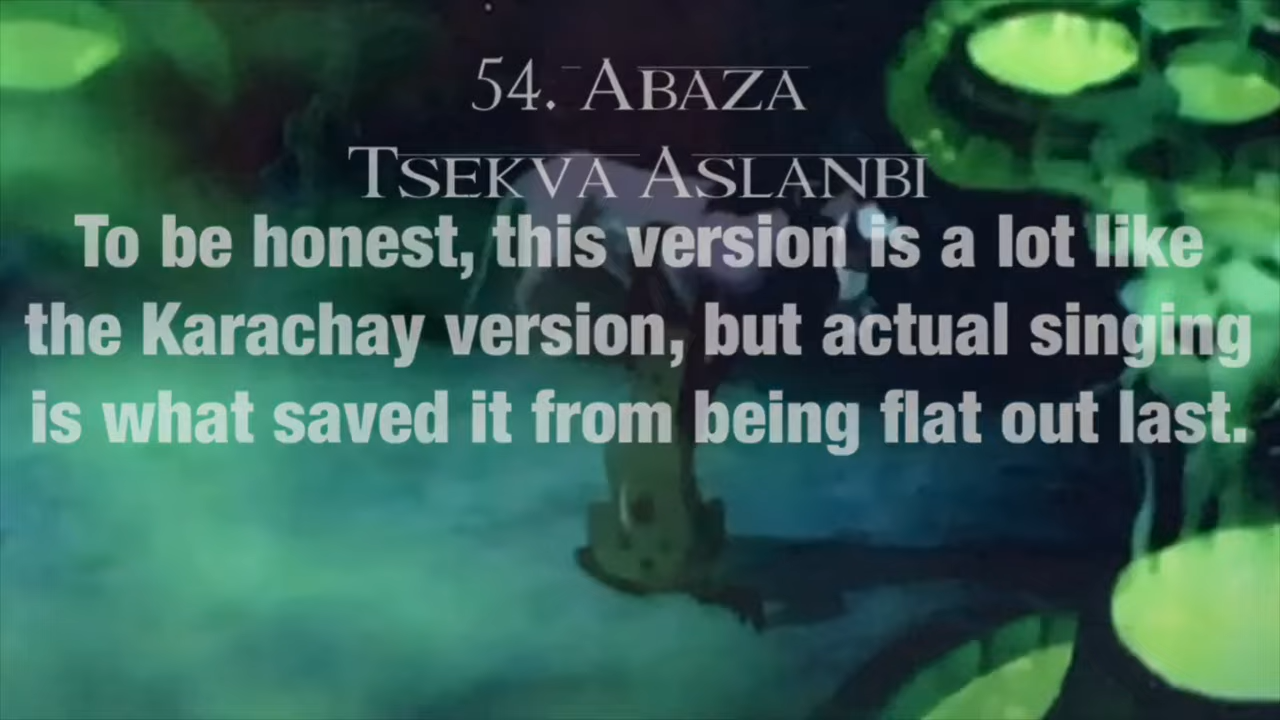 54. Abaza
Tsekva Aslanbi
To be honest, this version is a lot like
the Karachay version, but actual singing
is what saved it from being flat out last.